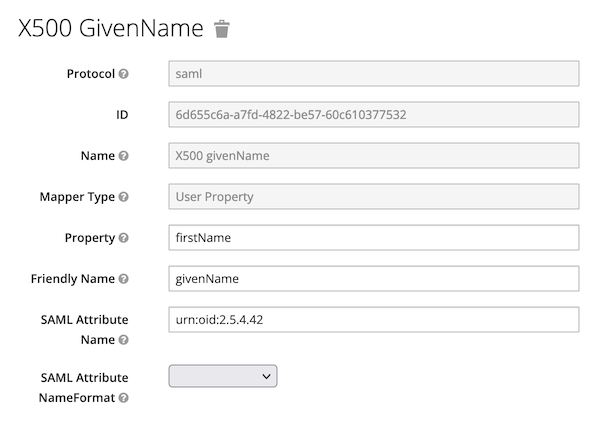 X500 GivenName
Protocol saml
ID 6d655c6a-a7fd-4822-be57-60c610377532
Name X500 givenName
Mapper Type User Property
Property firstName
Friendly Name givenName
SAML Attribute urn:oid:2.5.4.42
Name
SAML Attribute
NameFormat